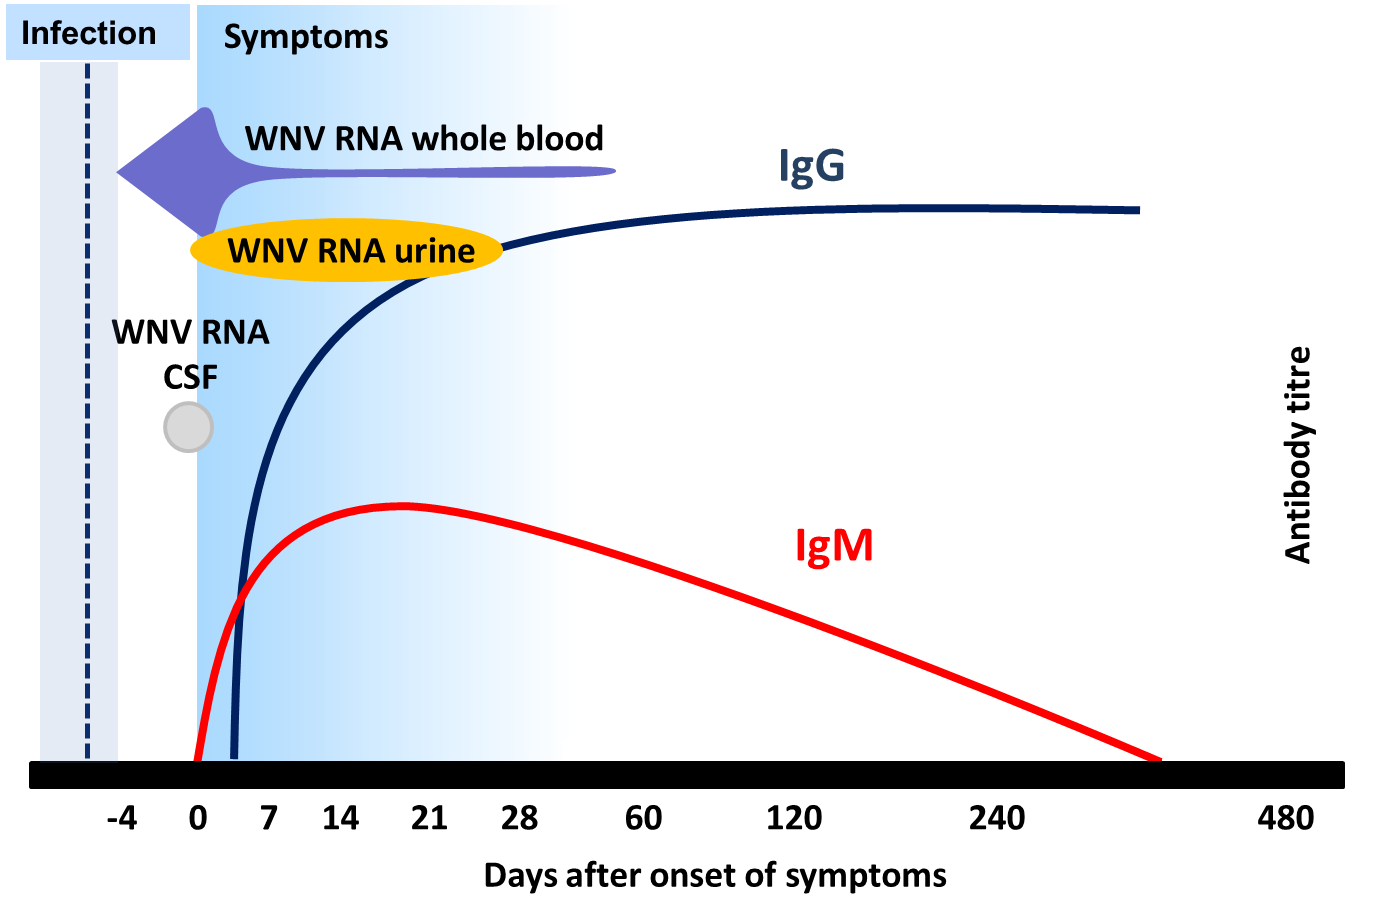 Infection
Symptoms
WNV RNA whole blood
IgG
WNV RNA urine
WNV RNA
CSF
Antibody titre
IgM
-4 0 7 14 21 28 60 120 240 480
Days after onset of symptoms